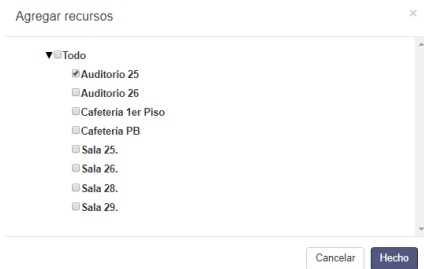 Agregar recursos ×
Todo
Auditorio 25
Auditorio 26
Cafetería 1er Piso
Cafeteria PB
Sala 25.
Sala 26.
Sala 28.
Sala 29.
Cancelar Hecho